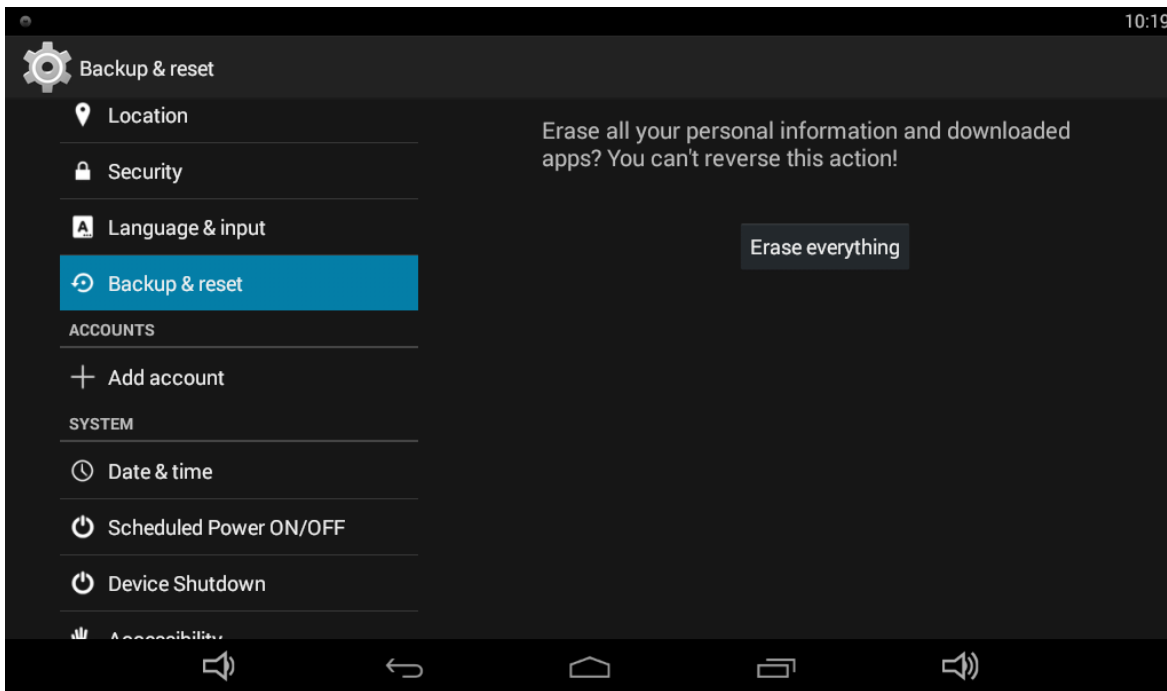 10:19
Backup & reset
Location
Security
Language & input
Backup & reset
ACCOUNTS
Add account
SYSTEM
Date & time
Scheduled Power ON/OFF
Device Shutdown
Accessibility
Erase all your personal information and downloaded
apps? You can't reverse this action!
Erase everything